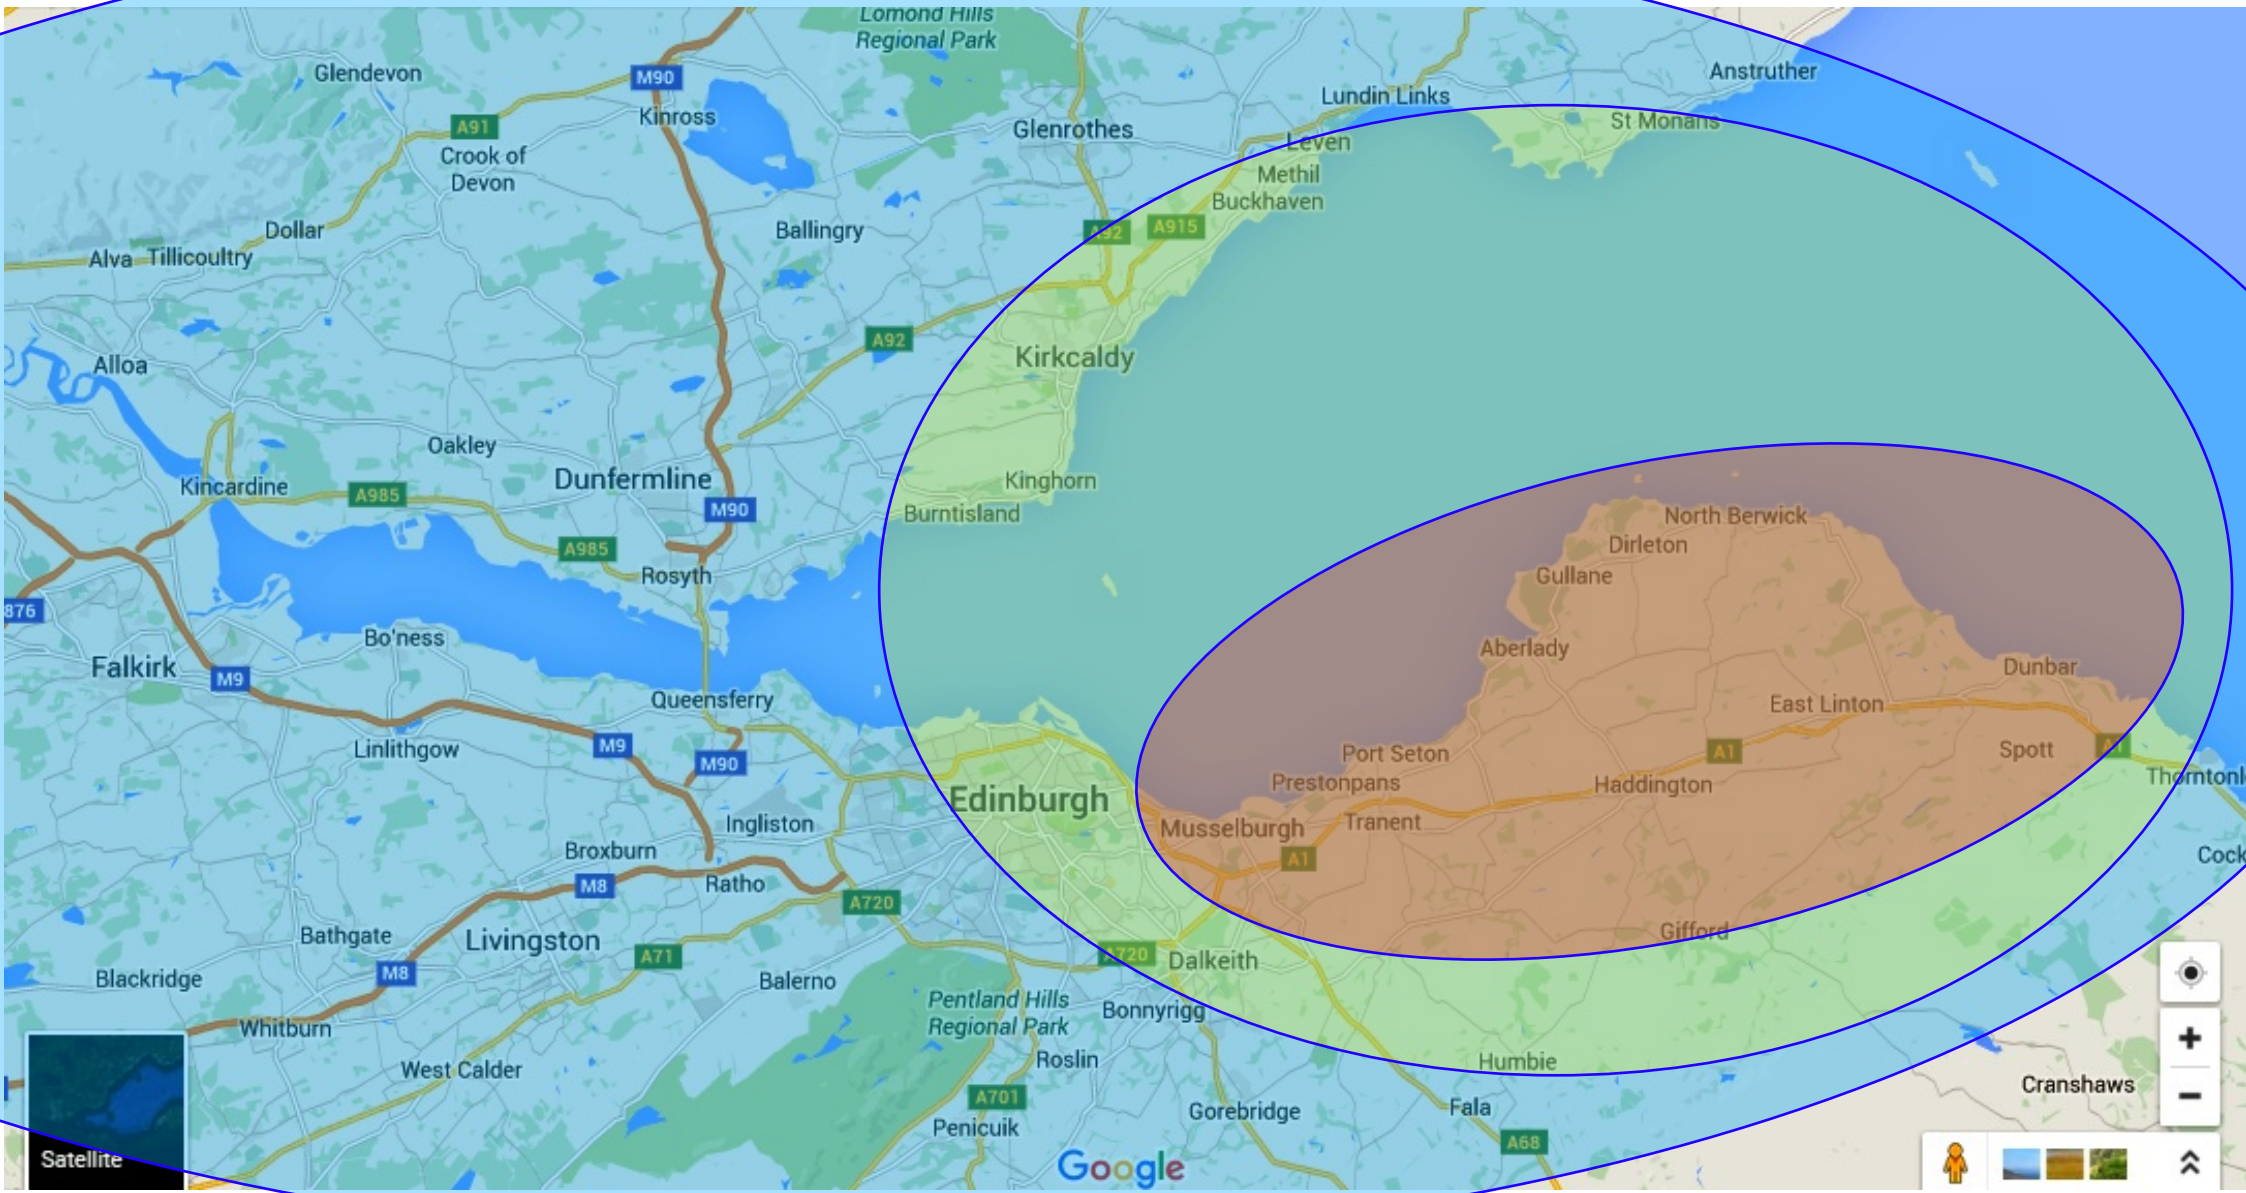 Lomond Hills
Regional Park
Glendevon
M90
Anstruther
Lundin Links
Kinross
A91
Glenrothes
St Monans
Leven
Crook of
Devon
Methil
Buckhaven
A92
A915
Dollar
Ballingry
Alva
Tillicoultry
A92
Kirkcaldy
Alloa
Oakley
Dunfermline
Kinghorn
Kincardine
A985
M90
Burntisland
North Berwick
Dirleton
A985
Rosyth
Gullane
876
Bo'ness
Aberlady
Falkirk
M9
Dunbar
Queensferry
East Linton
M9
Linlithgow
M90
Port Seton
A1
Spott
A1
Prestonpans
Haddington
Thorntonl
Edinburgh
Ingliston
Musselburgh
Tranent
Broxburn
A1
Cock
M8
Ratho
A720
Bathgate
Livingston
Gifford
A71
A720
Dalkeith
M8
Blackridge
Balerno
Pentland Hills
Regional Park
Bonnyrigg
Whitburn
Roslin
Humbie
West Calder
Cranshaws
A701
Gorebridge
Fala
Penicuik
A68
Satellite
Google